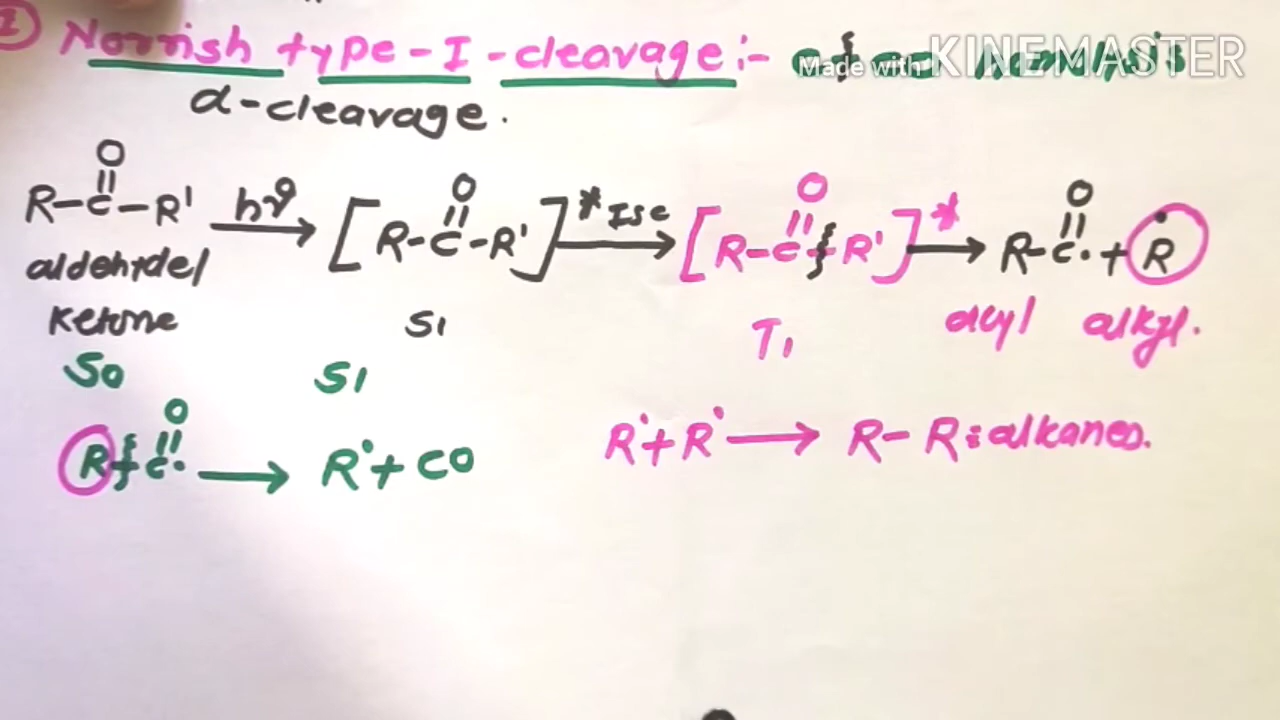 Norrish type-I-cleavage:-
Made with KINEMASTER
α-cleavage.
O O O O
R-C-R' hν [R-C-R']* Isc [R-C-R']* R-C· + R·
aldehyde/
ketone S1 T1 acyl alkyl.
S0 S1
O
R-C· → R· + CO R· + R· → R-R: alkanes.